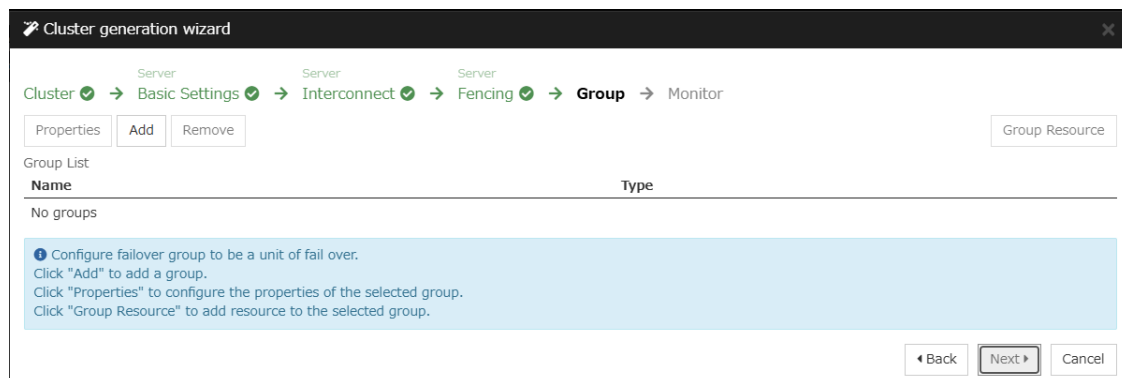 Cluster generation wizard
Server Server Server
Cluster → Basic Settings → Interconnect → Fencing → Group → Monitor
Properties Add Remove Group Resource
Group List
Name Type
No groups
Configure failover group to be a unit of fail over.
Click "Add" to add a group.
Click "Properties" to configure the properties of the selected group.
Click "Group Resource" to add resource to the selected group.
Back Next Cancel